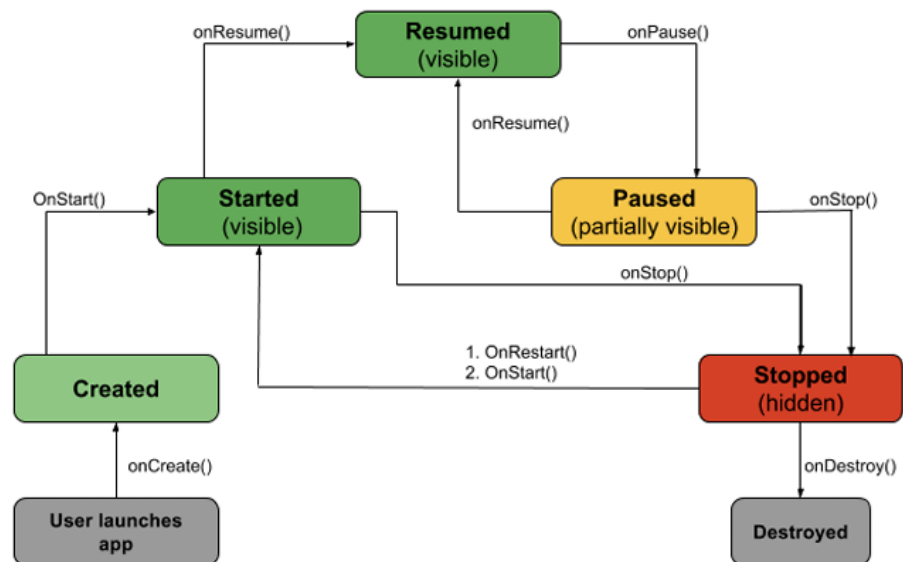 onResume()
Resumed
(visible)
onPause()
onResume()
OnStart()
Started
(visible)
Paused
(partially visible)
onStop()
onStop()
1. OnRestart()
2. OnStart()
Created
Stopped
(hidden)
onCreate()
onDestroy()
User launches
app
Destroyed